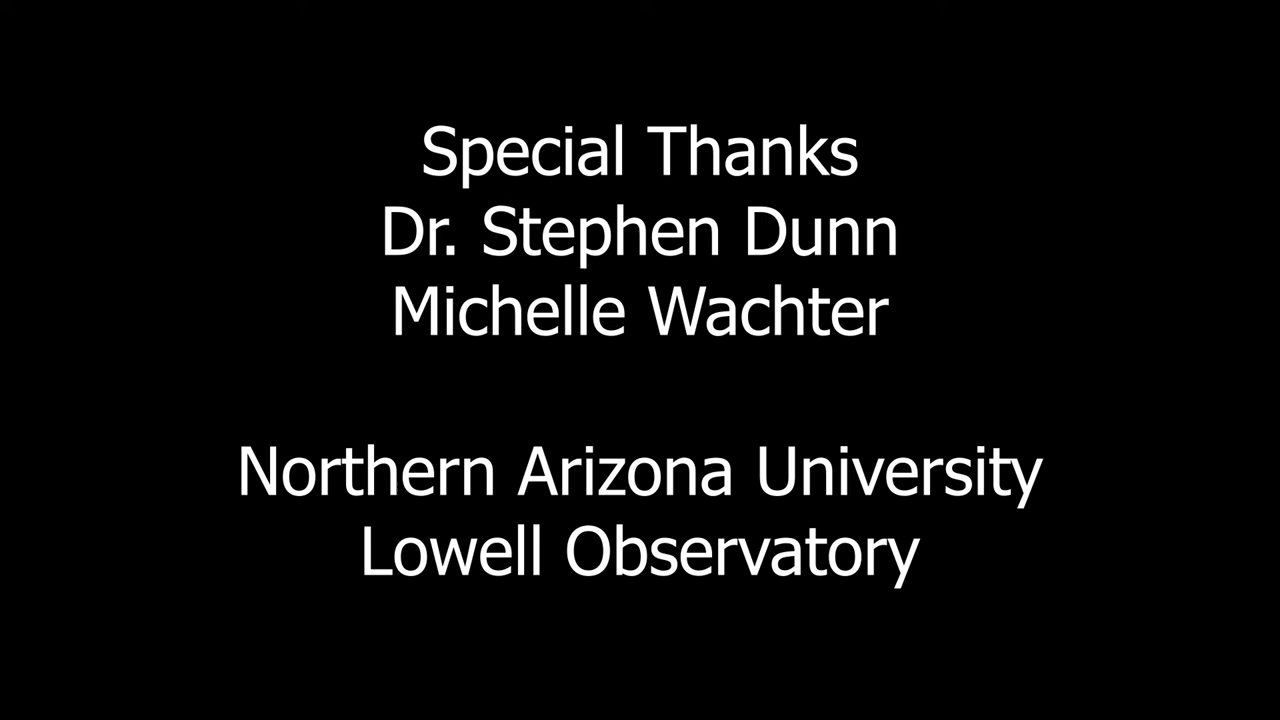 Special Thanks
Dr. Stephen Dunn
Michelle Wachter
Northern Arizona University
Lowell Observatory